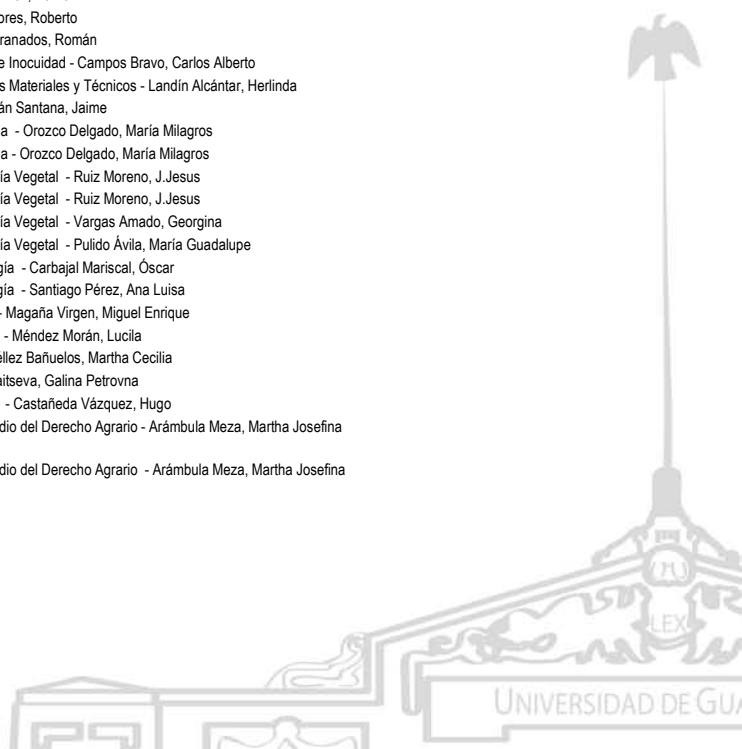 ores, Roberto
ranados, Román
e Inocuidad - Campos Bravo, Carlos Alberto
s Materiales y Técnicos - Landín Alcántar, Herlinda
án Santana, Jaime
a - Orozco Delgado, María Milagros
a - Orozco Delgado, María Milagros
ía Vegetal - Ruiz Moreno, J.Jesus
ía Vegetal - Ruiz Moreno, J.Jesus
ía Vegetal - Vargas Amado, Georgina
ía Vegetal - Pulido Ávila, María Guadalupe
gía - Carbajal Mariscal, Óscar
gía - Santiago Pérez, Ana Luisa
- Magaña Virgen, Miguel Enrique
- Méndez Morán, Lucila
éllez Bañuelos, Martha Cecilia
aitseva, Galina Petrovna
- Castañeda Vázquez, Hugo
dio del Derecho Agrario - Arámbula Meza, Martha Josefina
dio del Derecho Agrario - Arámbula Meza, Martha Josefina
LEX
UNIVERSIDAD DE GUA